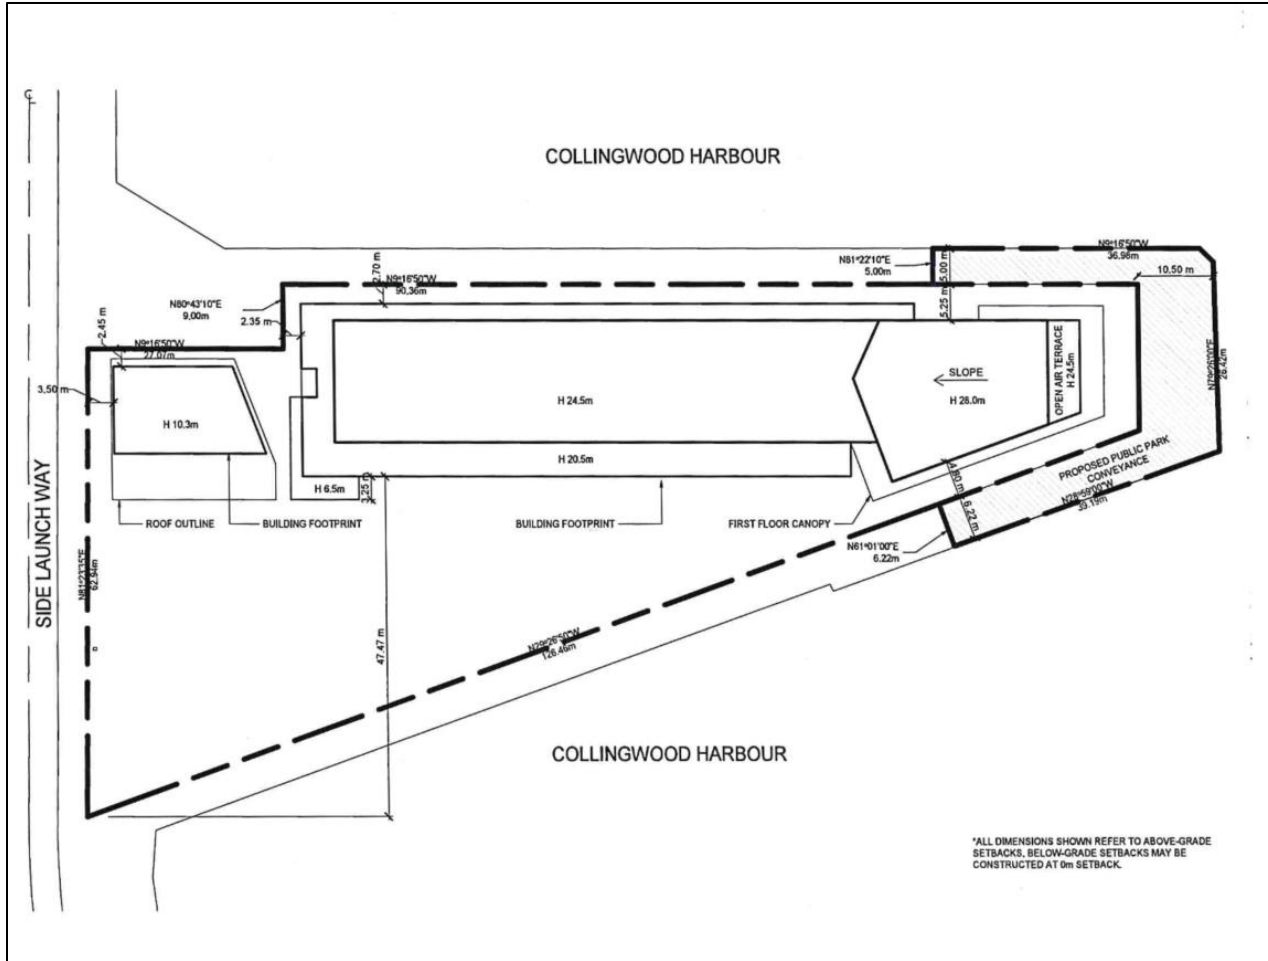 ℄
COLLINGWOOD HARBOUR
N9°16'50"W
36.98m
N81°22'10"E
5.00m
5.00 m
10.50 m
N9°16'50"W
90.36m
2.70 m
5.25 m
N80°43'10"E
9.00m
2.35 m
2.45 m
N9°16'50"W
27.07m
3.50 m
N79°26'00"E
26.42m
OPEN AIR TERRACE
H 24.5m
SLOPE
H 28.0m
H 24.5m
H 10.3m
H 20.5m
H 6.5m
3.25 m
PROPOSED PUBLIC PARK
CONVEYANCE
N28°59'00"W
39.19m
4.80 m
6.22 m
ROOF OUTLINE
BUILDING FOOTPRINT
BUILDING FOOTPRINT
FIRST FLOOR CANOPY
N61°01'00"E
6.22m
SIDE LAUNCH WAY
N81°23'35"E
62.94m
47.47 m
N29°26'50"W
126.46m
COLLINGWOOD HARBOUR
*ALL DIMENSIONS SHOWN REFER TO ABOVE-GRADE
SETBACKS, BELOW-GRADE SETBACKS MAY BE
CONSTRUCTED AT 0m SETBACK.